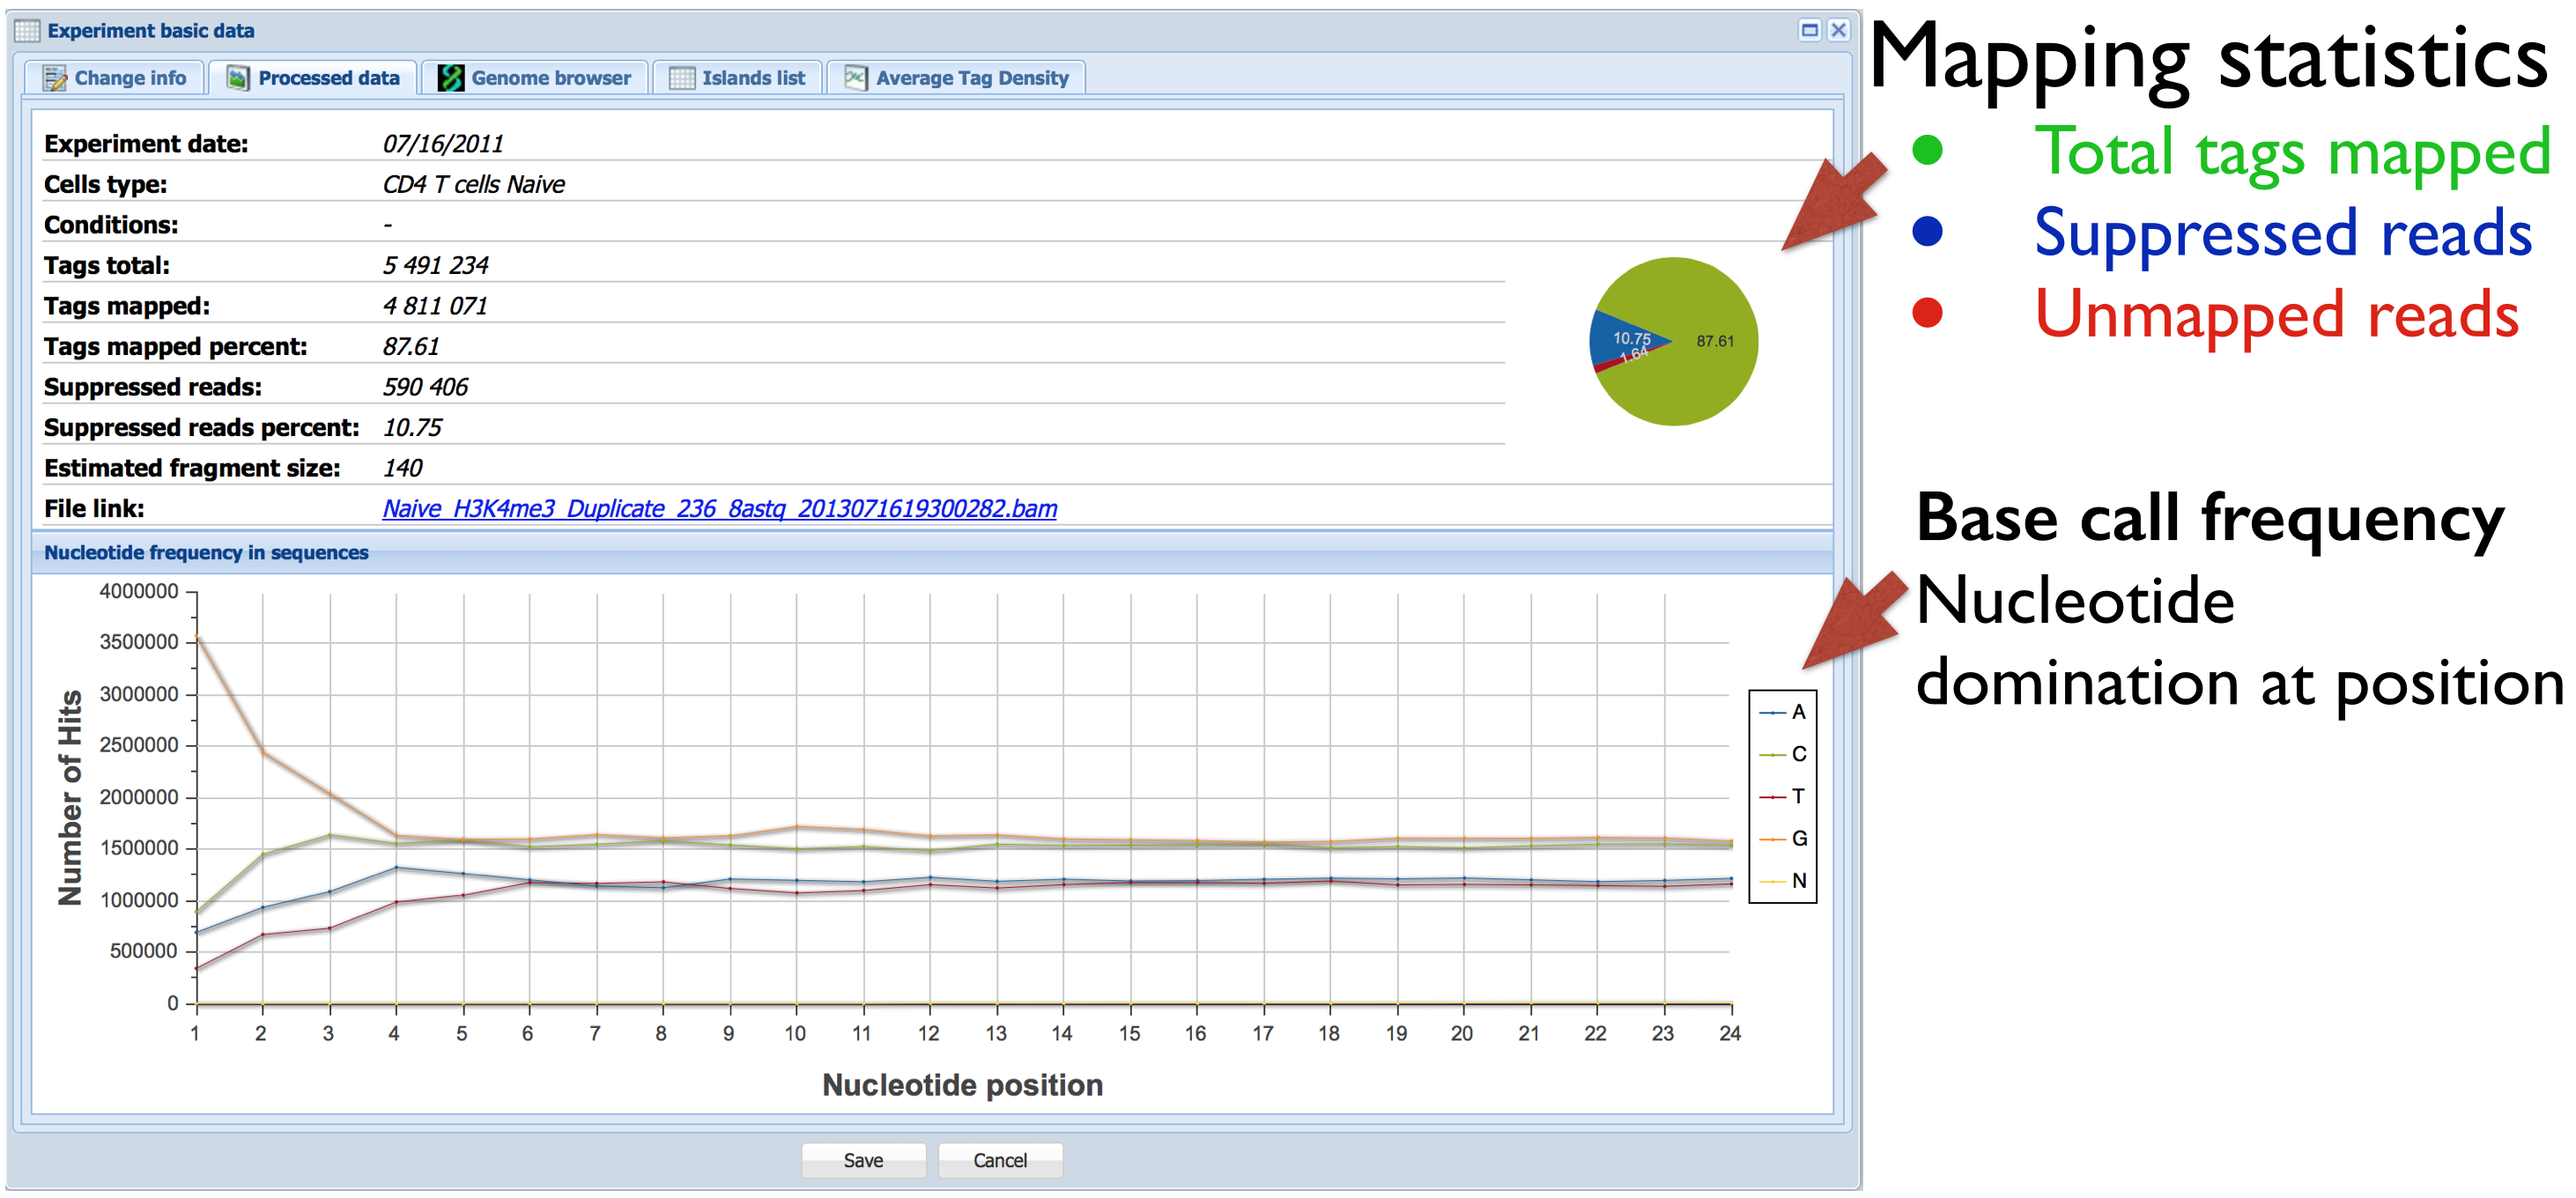 Experiment basic data
Change info Processed data Genome browser Islands list Average Tag Density
Experiment date: 07/16/2011
Cells type: CD4 T cells Naive
Conditions: -
Tags total: 5 491 234
Tags mapped: 4 811 071
Tags mapped percent: 87.61
Suppressed reads: 590 406
Suppressed reads percent: 10.75
Estimated fragment size: 140
File link: Naive_H3K4me3_Duplicate_236_8astq_2013071619300282.bam
10.75
1.64
87.61
Mapping statistics
• Total tags mapped
• Suppressed reads
• Unmapped reads
Nucleotide frequency in sequences
Number of Hits
4000000
3500000
3000000
2500000
2000000
1500000
1000000
500000
0
1 2 3 4 5 6 7 8 9 10 11 12 13 14 15 16 17 18 19 20 21 22 23 24
Nucleotide position
A
C
T
G
N
Base call frequency
Nucleotide
domination at position
Save Cancel